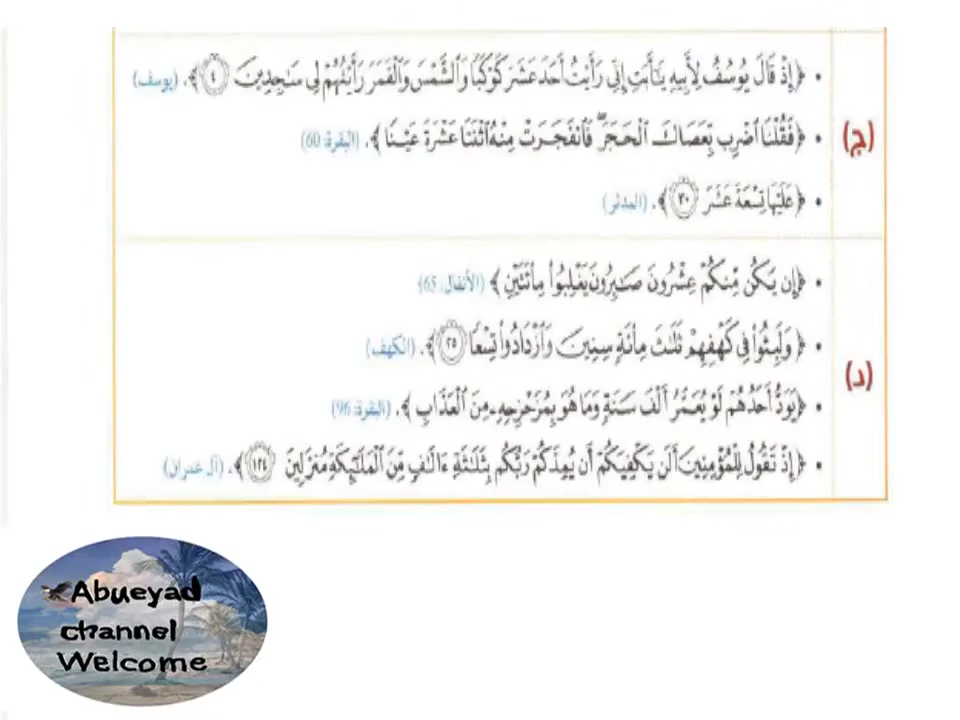 (ج)
• ﴿إِذْ قَالَ يُوسُفُ لِأَبِيهِ يَـٰٓأَبَتِ إِنِّى رَأَيْتُ أَحَدَ عَشَرَ كَوْكَبًا وَٱلشَّمْسَ وَٱلْقَمَرَ رَأَيْتُهُمْ لِى سَـٰجِدِينَ ٤﴾. (يوسف)
• ﴿فَقُلْنَا ٱضْرِب بِّعَصَاكَ ٱلْحَجَرَ ۖ فَٱنفَجَرَتْ مِنْهُ ٱثْنَتَا عَشْرَةَ عَيْنًا﴾. (البقرة: 60)
• ﴿عَلَيْهَا تِسْعَةَ عَشَرَ ٣٠﴾. (المدثر)
(د)
• ﴿إِن يَكُن مِّنكُمْ عِشْرُونَ صَـٰبِرُونَ يَغْلِبُوا۟ مِا۟ئَتَيْنِ﴾ (الأنفال: 65)
• ﴿وَلَبِثُوا۟ فِى كَهْفِهِمْ ثَلَـٰثَ مِا۟ئَةٍ سِنِينَ وَٱزْدَادُوا۟ تِسْعًا ٢٥﴾. (الكهف)
• ﴿يَوَدُّ أَحَدُهُمْ لَوْ يُعَمَّرُ أَلْفَ سَنَةٍ وَمَا هُوَ بِمُزَحْزِحِهِۦ مِنَ ٱلْعَذَابِ﴾. (البقرة: 96)
• ﴿إِذْ تَقُولُ لِلْمُؤْمِنِينَ أَلَن يَكْفِيَكُمْ أَن يُمِدَّكُمْ رَبُّكُم بِثَلَـٰثَةِ ءَالَـٰفٍ مِّنَ ٱلْمَلَـٰٓئِكَةِ مُنزَلِينَ ١٢٤﴾. (آل عمران)
Abueyad
channel
Welcome